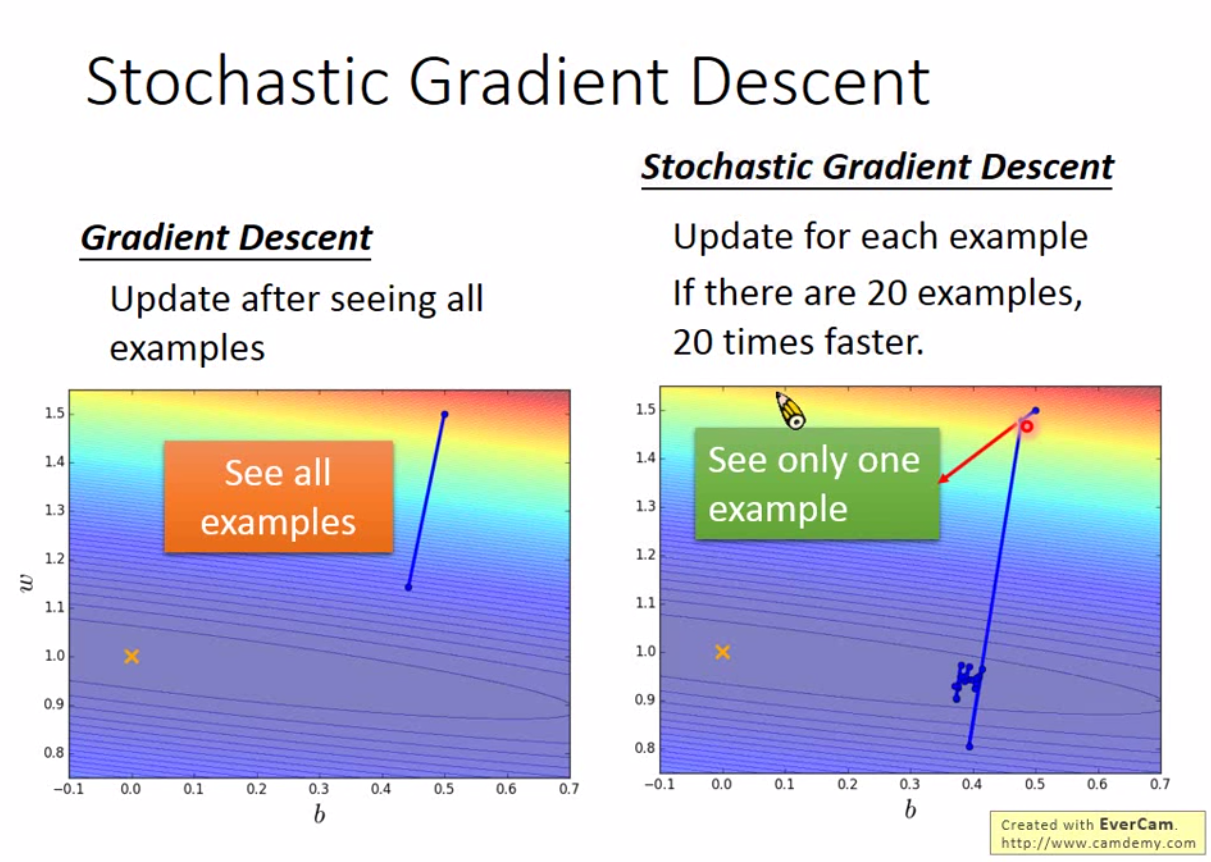 Stochastic Gradient Descent
Gradient Descent
Update after seeing all
examples
Stochastic Gradient Descent
Update for each example
If there are 20 examples,
20 times faster.
See all
examples
1.5
1.4
1.3
1.2
1.1
1.0
0.9
0.8
w
−0.1 0.0 0.1 0.2 0.3 0.4 0.5 0.6 0.7
b
See only one
example
1.5
1.4
1.3
1.2
1.1
1.0
0.9
0.8
−0.1 0.0 0.1 0.2 0.3 0.4 0.5 0.6 0.7
b
Created with EverCam.
http://www.camdemy.com